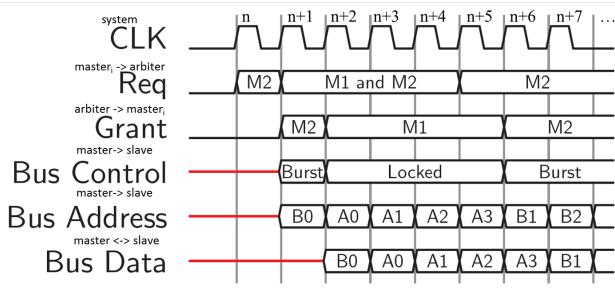 system
n n+1 n+2 n+3 n+4 n+5 n+6 n+7 ...
CLK
masterᵢ -> arbiter
Req M2 M1 and M2 M2
arbiter -> masterᵢ
Grant M2 M1 M2
master-> slave
Bus Control Burst Locked Burst
master-> slave
Bus Address B0 A0 A1 A2 A3 B1 B2
master <-> slave
Bus Data B0 A0 A1 A2 A3 B1